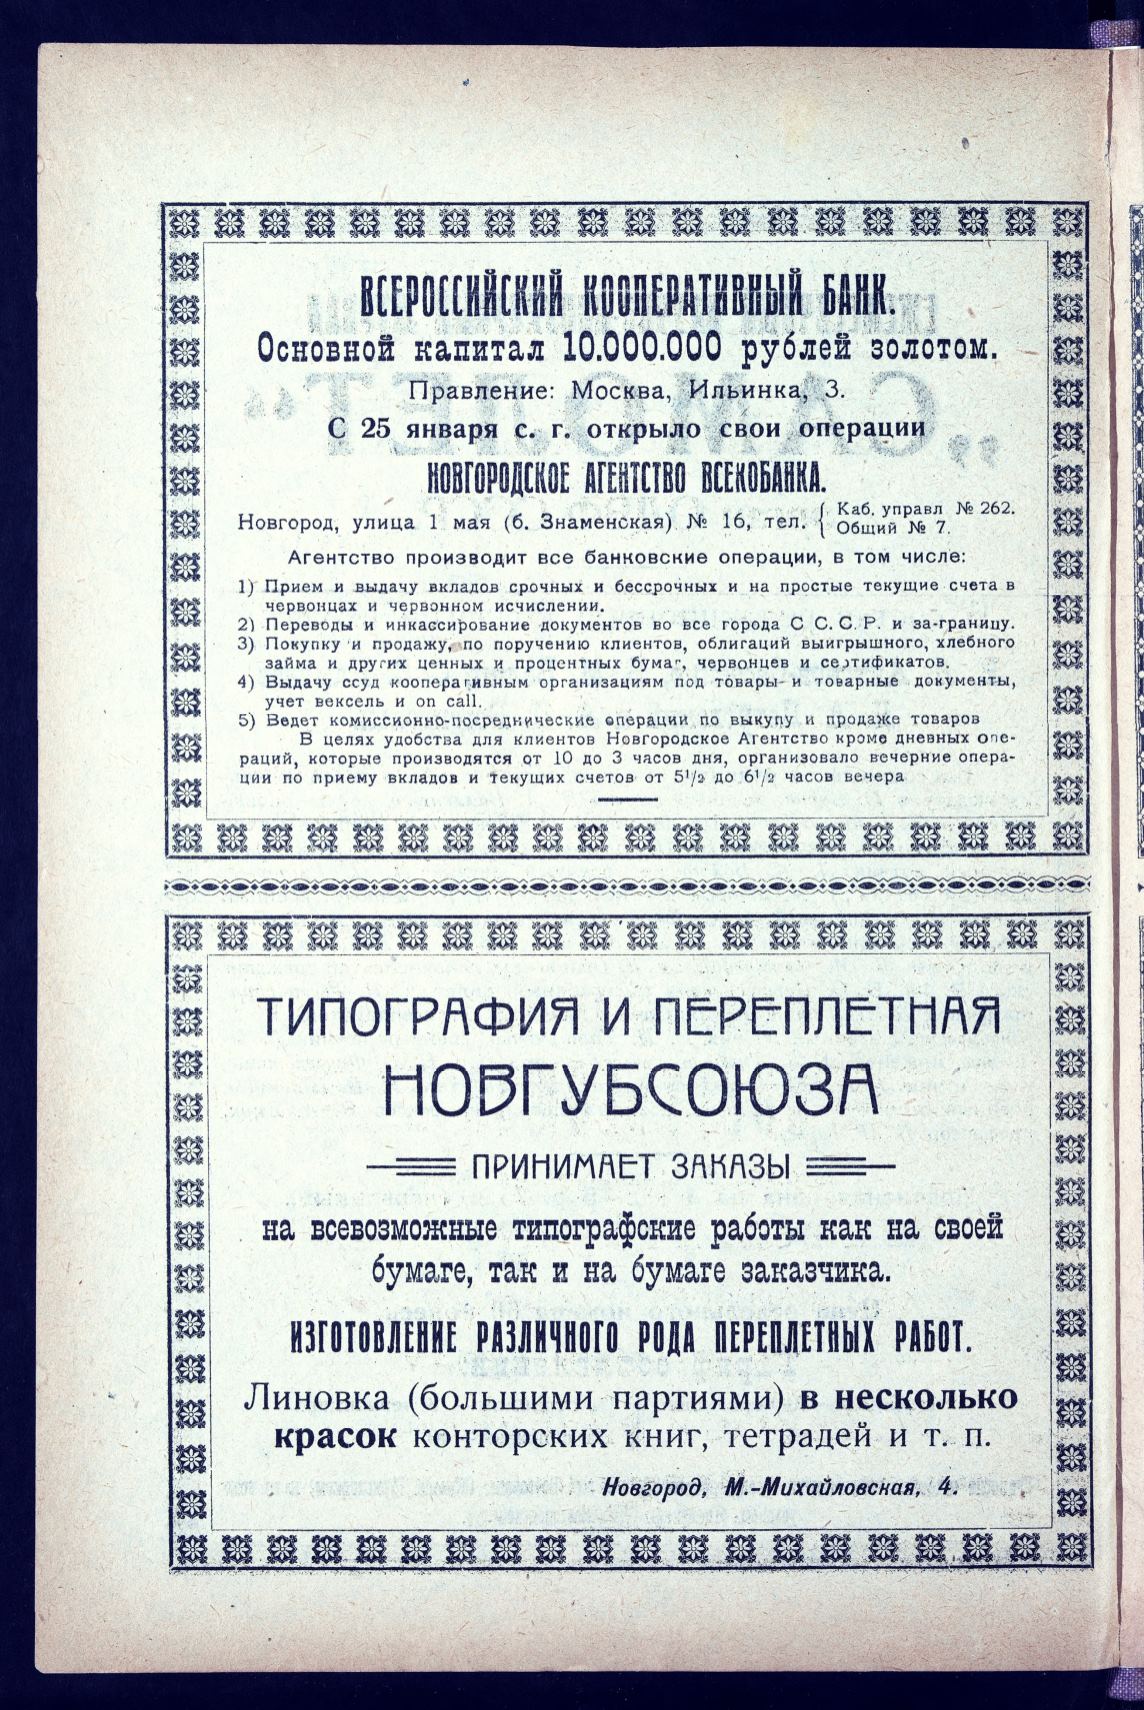 ВСЕРОССИЙСКИЙ КООПЕРАТИВНЫЙ БАНК.
Основной капитал 10.000.000 рублей золотом.
Правление: Москва, Ильинка, 3.
С 25 января с. г. открыло свои операции
НОВГОРОДСКОЕ АГЕНТСТВО ВСЕКОБАНКА.
Новгород, улица 1 мая (б. Знаменская) № 16, тел. { Каб. управл № 262.
Общий № 7.
Агентство производит все банковские операции, в том числе:
1) Прием и выдачу вкладов срочных и бессрочных и на простые текущие счета в
червонцах и червонном исчислении.
2) Переводы и инкассирование документов во все города С С. С. Р. и за-границу.
3) Покупку и продажу, по поручению клиентов, облигаций выигрышного, хлебного
займа и других ценных и процентных бумаг, червонцев и сертификатов.
4) Выдачу ссуд кооперативным организациям под товары и товарные документы,
учет вексель и on call.
5) Ведет комиссионно-посреднические операции по выкупу и продаже товаров
В целях удобства для клиентов Новгородское Агентство кроме дневных опе-
раций, которые производятся от 10 до 3 часов дня, организовало вечерние опера-
ции по приему вкладов и текущих счетов от 5¹/₂ до 6¹/₂ часов вечера
ТИПОГРАФИЯ И ПЕРЕПЛЕТНАЯ
НОВГУБСОЮЗА
ПРИНИМАЕТ ЗАКАЗЫ
на всевозможные типографские работы как на своей
бумаге, так и на бумаге заказчика.
ИЗГОТОВЛЕНИЕ РАЗЛИЧНОГО РОДА ПЕРЕПЛЕТНЫХ РАБОТ.
Линовка (большими партиями) в несколько
красок конторских книг, тетрадей и т. п.
Новгород, М.-Михайловская, 4.